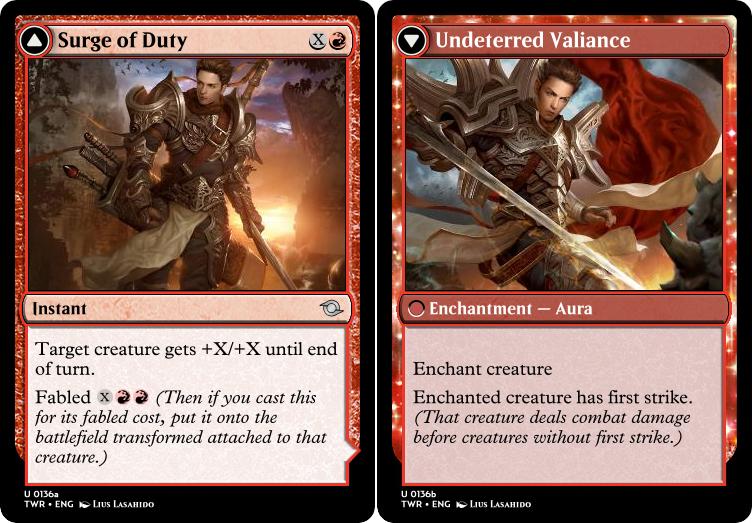 Surge of Duty X
Instant
Target creature gets +X/+X until end
of turn.
Fabled X (Then if you cast this
for its fabled cost, put it onto the
battlefield transformed attached to that
creature.)
U 0136a
TWR • ENG Lius Lasahido
Undeterred Valiance
Enchantment — Aura
Enchant creature
Enchanted creature has first strike.
(That creature deals combat damage
before creatures without first strike.)
U 0136b
TWR • ENG Lius Lasahido